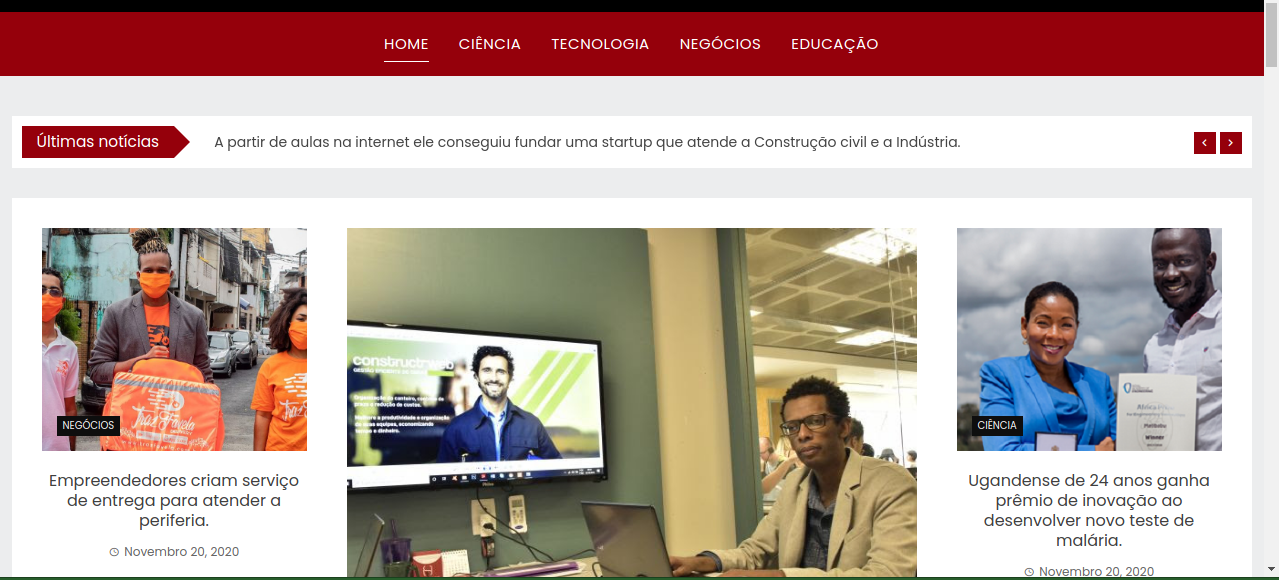 HOME CIÊNCIA TECNOLOGIA NEGÓCIOS EDUCAÇÃO
Últimas notícias
A partir de aulas na internet ele conseguiu fundar uma startup que atende a Construção civil e a Indústria.
NEGÓCIOS
Empreendedores criam serviço
de entrega para atender a
periferia.
Novembro 20, 2020
constructweb
CIÊNCIA
Winner
Ugandense de 24 anos ganha
prêmio de inovação ao
desenvolver novo teste de
malária.
Novembro 20, 2020